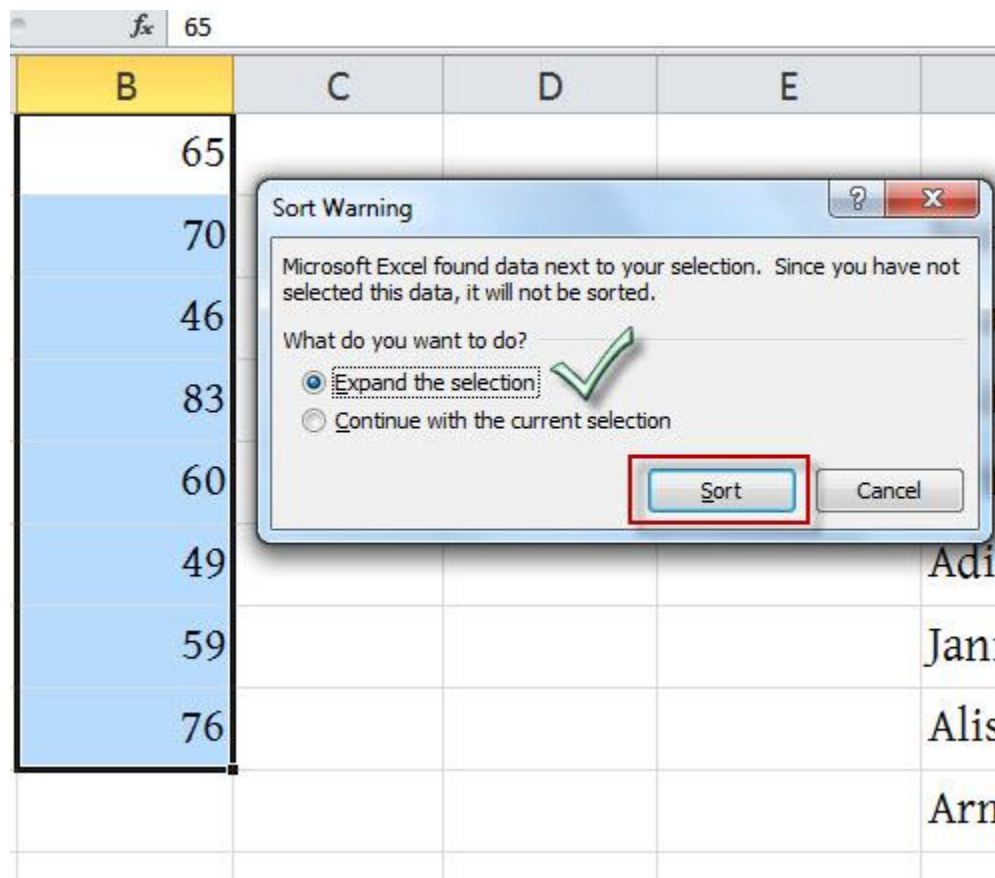 fx 65
B C D E
65
Sort Warning
70
Microsoft Excel found data next to your selection. Since you have not
selected this data, it will not be sorted.
46
What do you want to do?
Expand the selection
83
Continue with the current selection
60
Sort Cancel
49
Adi
59
Jan
76
Alis
Arn